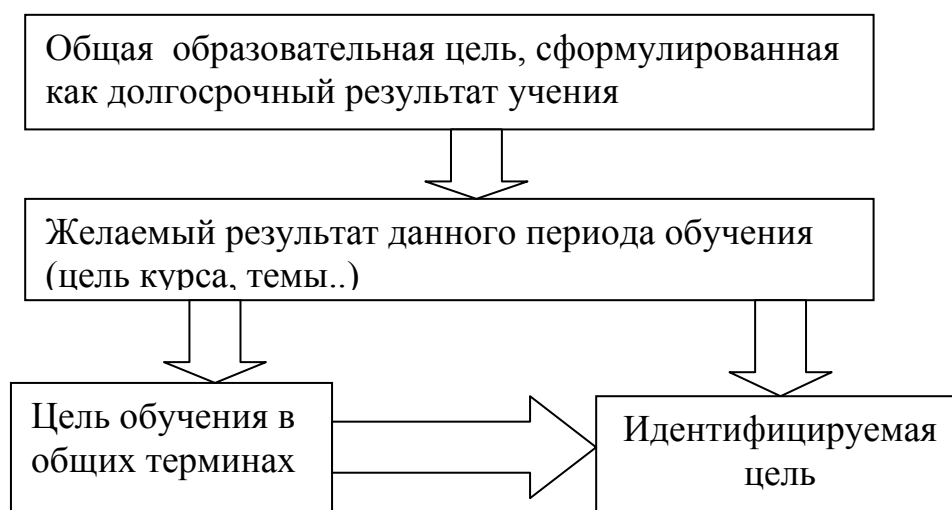 Общая образовательная цель, сформулированная
как долгосрочный результат учения
Желаемый результат данного периода обучения
(цель курса, темы..)
Цель обучения в
общих терминах
Идентифицируемая
цель